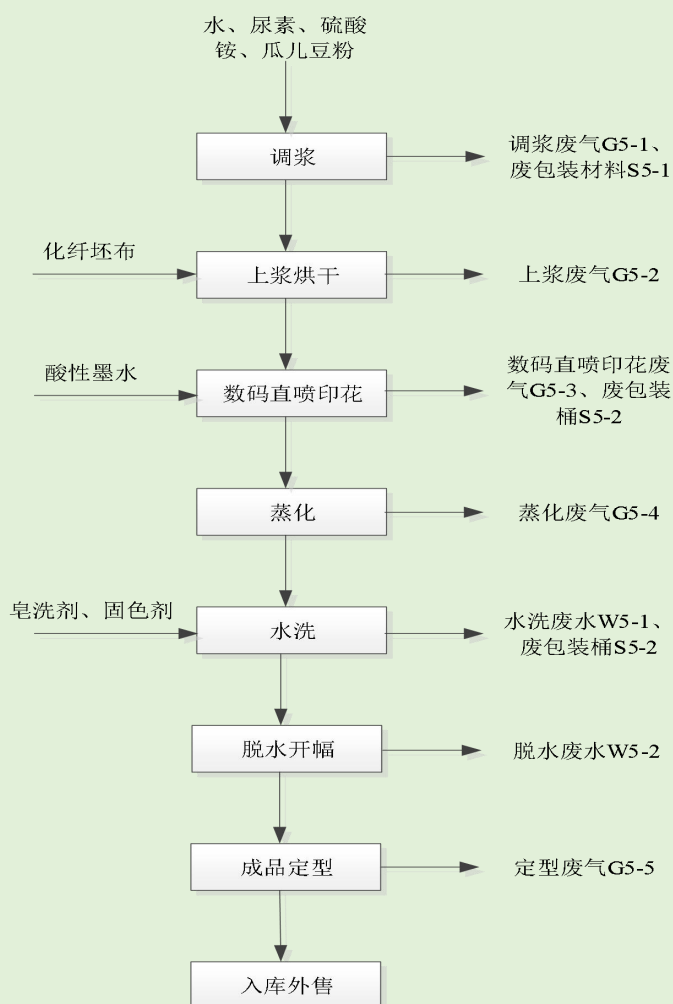 水、尿素、硫酸
铵、瓜儿豆粉
调浆
调浆废气G5-1、
废包装材料S5-1
化纤坯布
上浆烘干
上浆废气G5-2
酸性墨水
数码直喷印花
数码直喷印花废
气G5-3、废包装
桶S5-2
蒸化
蒸化废气G5-4
皂洗剂、固色剂
水洗
水洗废水W5-1、
废包装桶S5-2
脱水开幅
脱水废水W5-2
成品定型
定型废气G5-5
入库外售